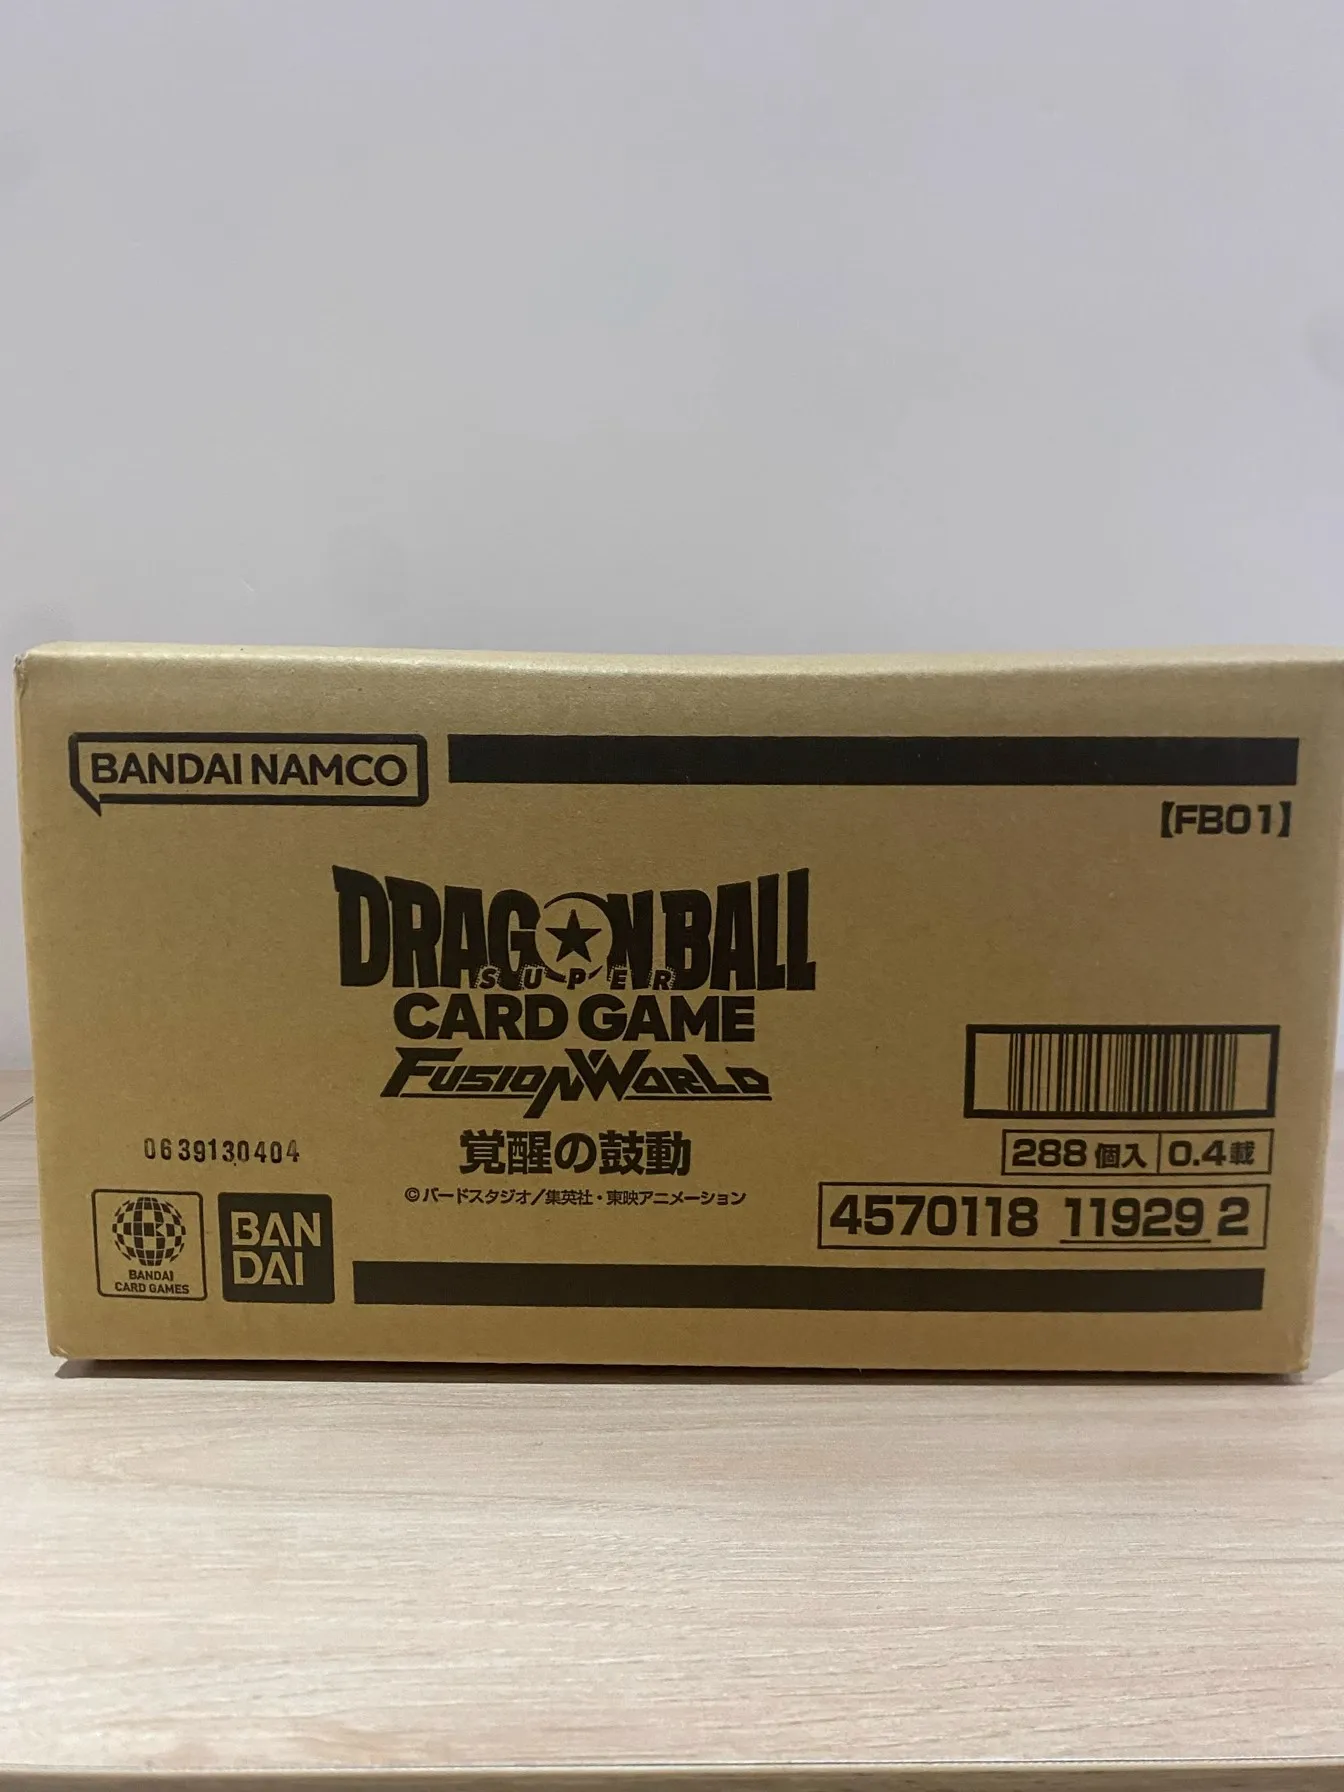 BANDAI NAMCO
【FB01】
DRAGON BALL
SUPER
CARD GAME
FUSION WORLD
覚醒の鼓動
©バードスタジオ/集英社・東映アニメーション
0639130404
BANDAI
CARD GAMES
BAN
DAI
288個入 0.4載
4570118 11929 2